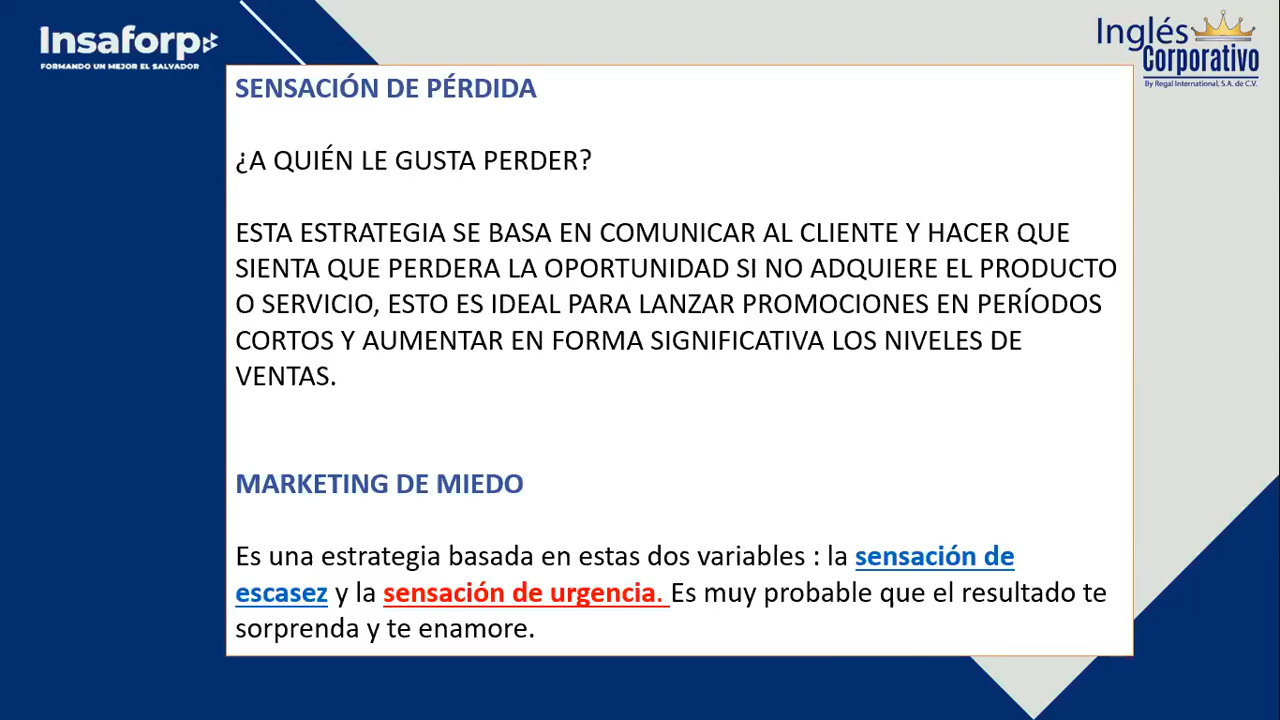 Insaforp
FORMANDO UN MEJOR EL SALVADOR
Inglés
Corporativo
By Regal International, S.A. de C.V.
SENSACIÓN DE PÉRDIDA
¿A QUIÉN LE GUSTA PERDER?
ESTA ESTRATEGIA SE BASA EN COMUNICAR AL CLIENTE Y HACER QUE
SIENTA QUE PERDERA LA OPORTUNIDAD SI NO ADQUIERE EL PRODUCTO
O SERVICIO, ESTO ES IDEAL PARA LANZAR PROMOCIONES EN PERÍODOS
CORTOS Y AUMENTAR EN FORMA SIGNIFICATIVA LOS NIVELES DE
VENTAS.
MARKETING DE MIEDO
Es una estrategia basada en estas dos variables : la sensación de
escasez y la sensación de urgencia. Es muy probable que el resultado te
sorprenda y te enamore.